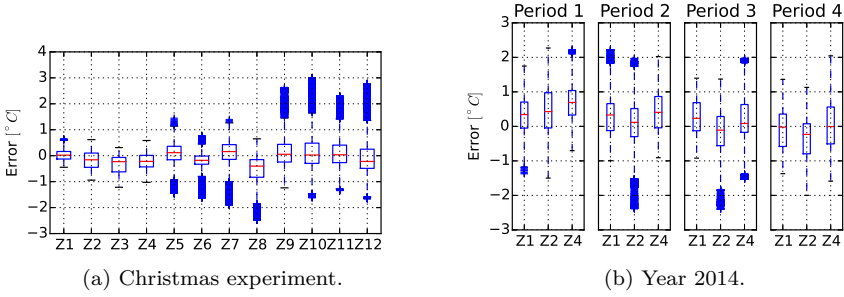 Period 1 Period 2 Period 3 Period 4
Error [°C]
4
3
2
1
0
−1
−2
−3
Z1 Z2 Z3 Z4 Z5 Z6 Z7 Z8 Z9 Z10 Z11 Z12
Error [°C]
3
2
1
0
−1
−2
−3
Z1 Z2 Z4 Z1 Z2 Z4 Z1 Z2 Z4 Z1 Z2 Z4
(a) Christmas experiment.
(b) Year 2014.